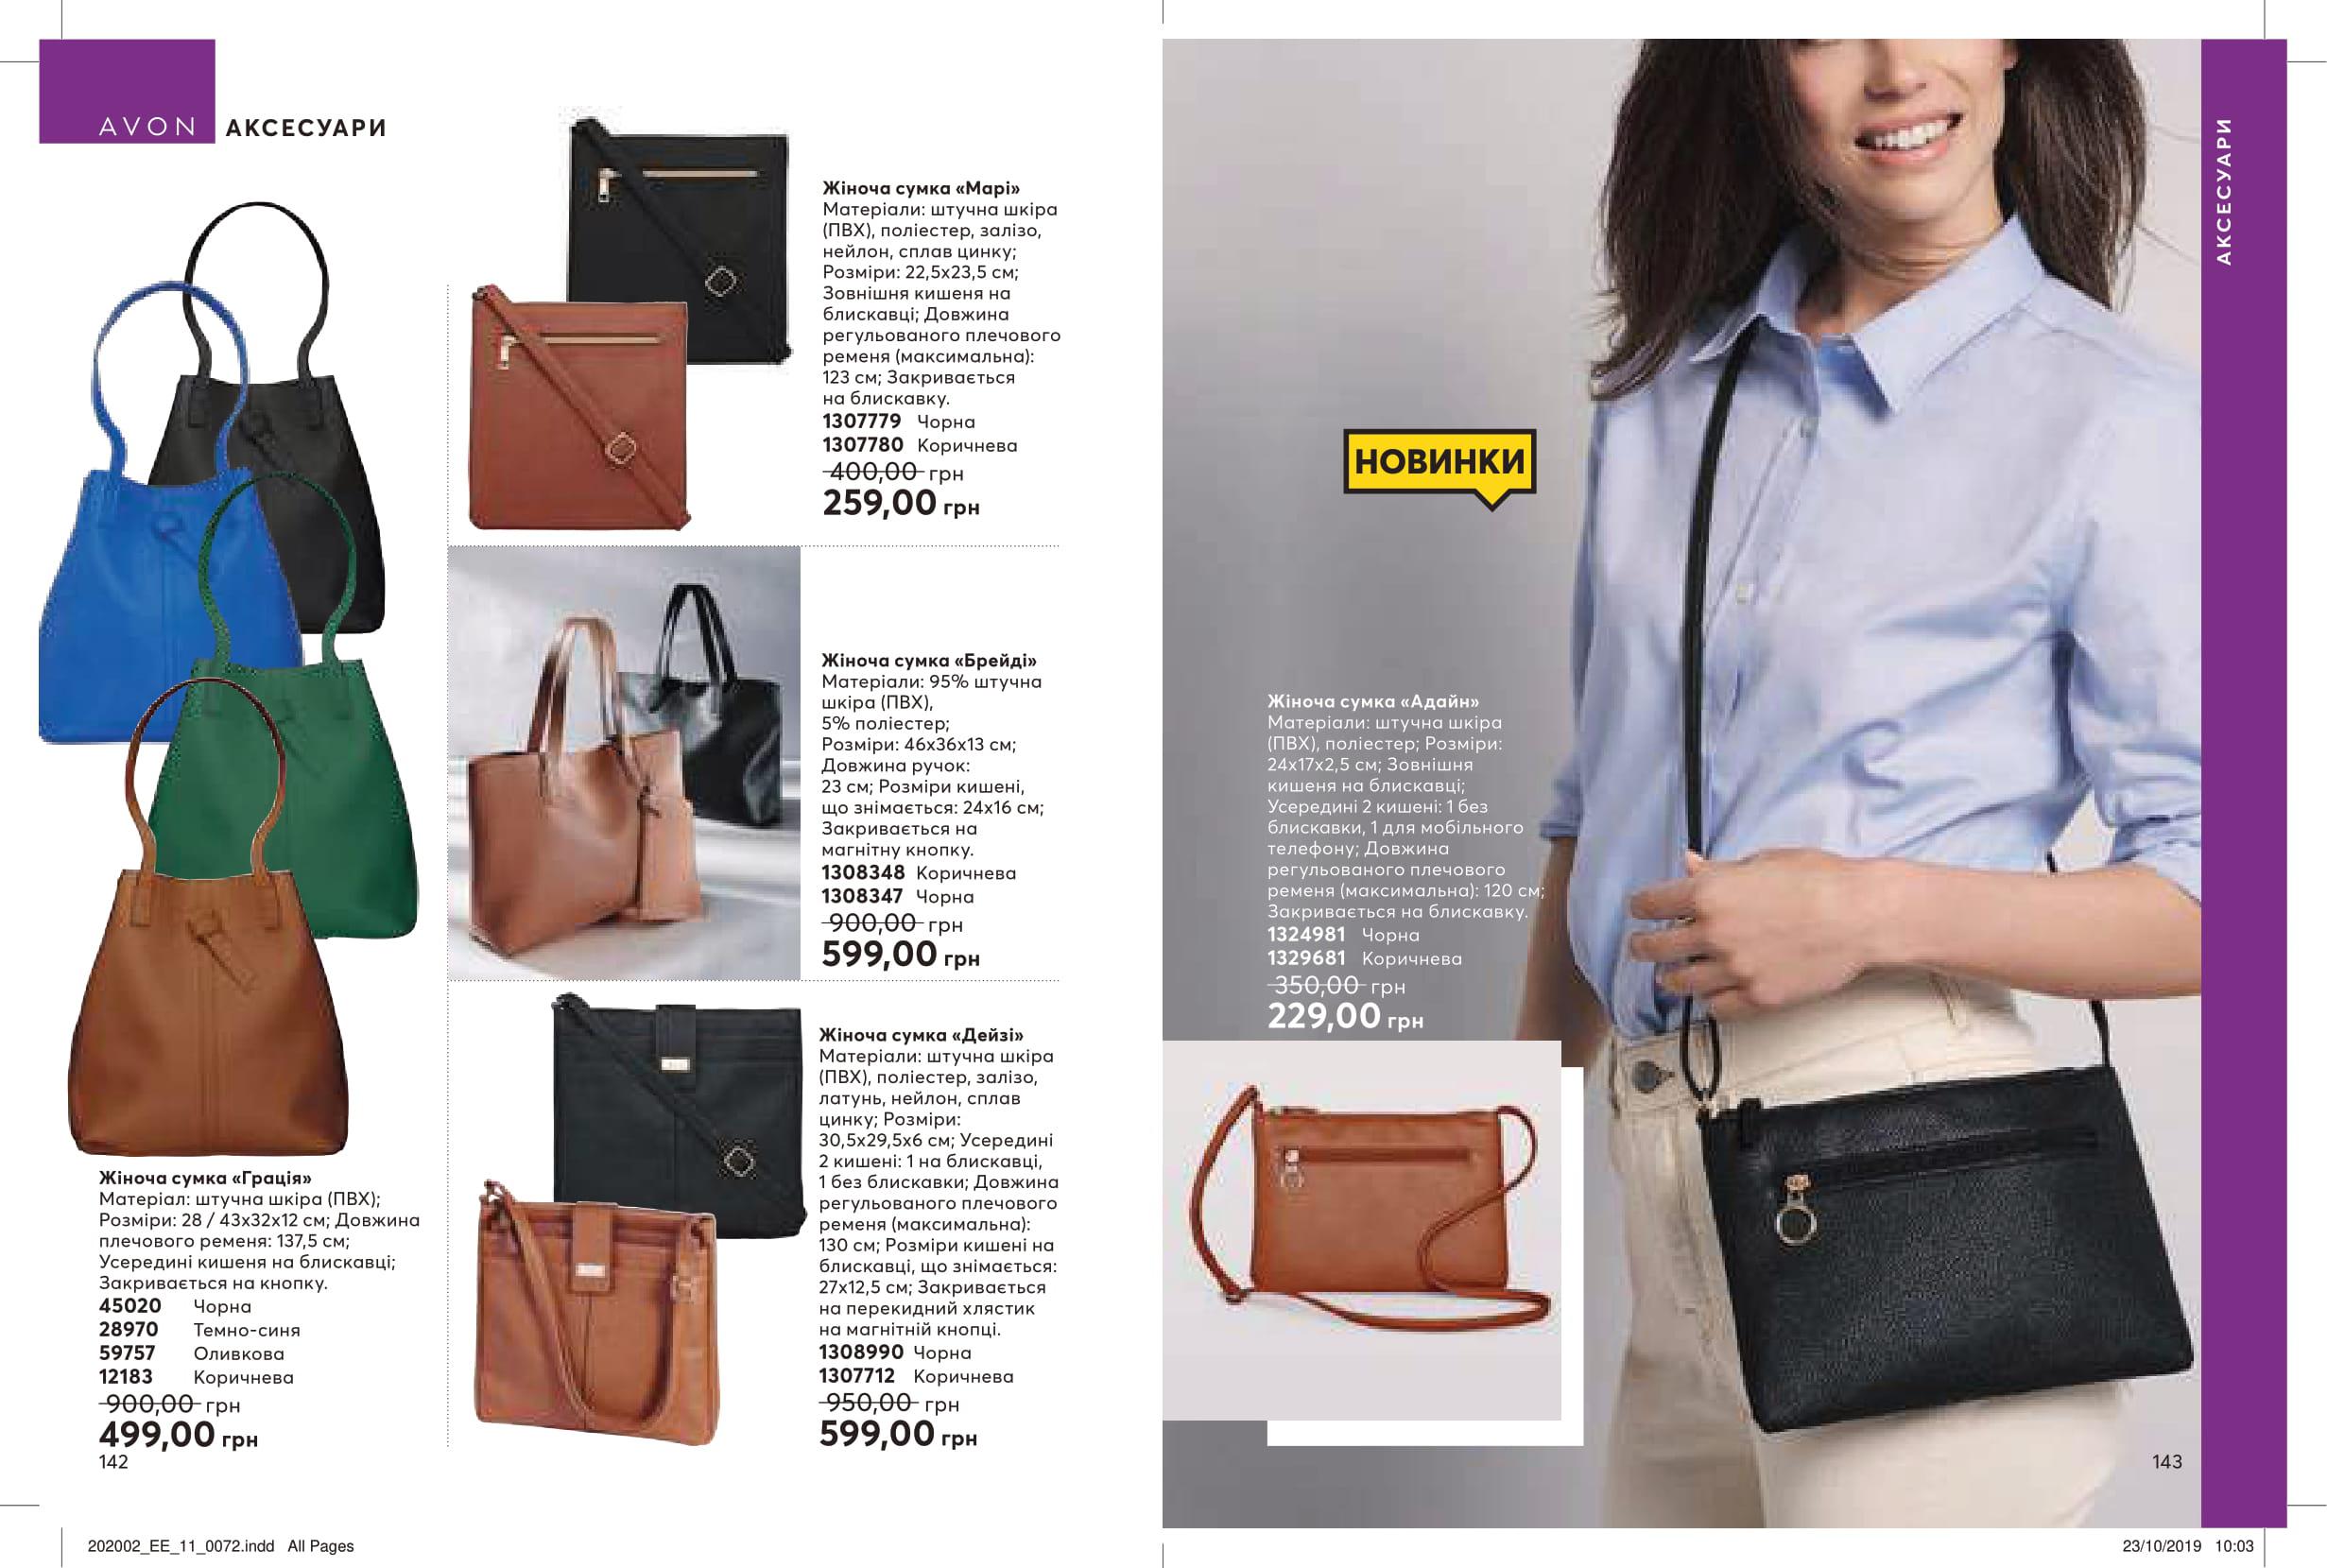 AVON АКСЕСУАРИ
Жіноча сумка «Марі»
Матеріали: штучна шкіра
(ПВХ), поліестер, залізо,
нейлон, сплав цинку;
Розміри: 22,5х23,5 см;
Зовнішня кишеня на
блискавці; Довжина
регульованого плечового
ременя (максимальна):
123 см; Закривається
на блискавку.
1307779 Чорна
1307780 Коричнева
400,00 грн
259,00 грн
Жіноча сумка «Брейді»
Матеріали: 95% штучна
шкіра (ПВХ),
5% поліестер;
Розміри: 46х36х13 см;
Довжина ручок:
23 см; Розміри кишені,
що знімається: 24х16 см;
Закривається на
магнітну кнопку.
1308348 Коричнева
1308347 Чорна
900,00 грн
599,00 грн
Жіноча сумка «Дейзі»
Матеріали: штучна шкіра
(ПВХ), поліестер, залізо,
латунь, нейлон, сплав
цинку; Розміри:
30,5х29,5х6 см; Усередині
2 кишені: 1 на блискавці,
1 без блискавки; Довжина
регульованого плечового
ременя (максимальна):
130 см; Розміри кишені на
блискавці, що знімається:
27х12,5 см; Закривається
на перекидний хлястик
на магнітній кнопці.
1308990 Чорна
1307712 Коричнева
950,00 грн
599,00 грн
Жіноча сумка «Грація»
Матеріал: штучна шкіра (ПВХ);
Розміри: 28 / 43х32х12 см; Довжина
плечового ременя: 137,5 см;
Усередині кишеня на блискавці;
Закривається на кнопку.
45020 Чорна
28970 Темно-синя
59757 Оливкова
12183 Коричнева
900,00 грн
499,00 грн
142
АКСЕСУАРИ
НОВИНКИ
Жіноча сумка «Адайн»
Матеріали: штучна шкіра
(ПВХ), поліестер; Розміри:
24х17х2,5 см; Зовнішня
кишеня на блискавці;
Усередині 2 кишені: 1 без
блискавки, 1 для мобільного
телефону; Довжина
регульованого плечового
ременя (максимальна): 120 см;
Закривається на блискавку.
1324981 Чорна
1329681 Коричнева
350,00 грн
229,00 грн
143
202002_EE_11_0072.indd All Pages
23/10/2019 10:03